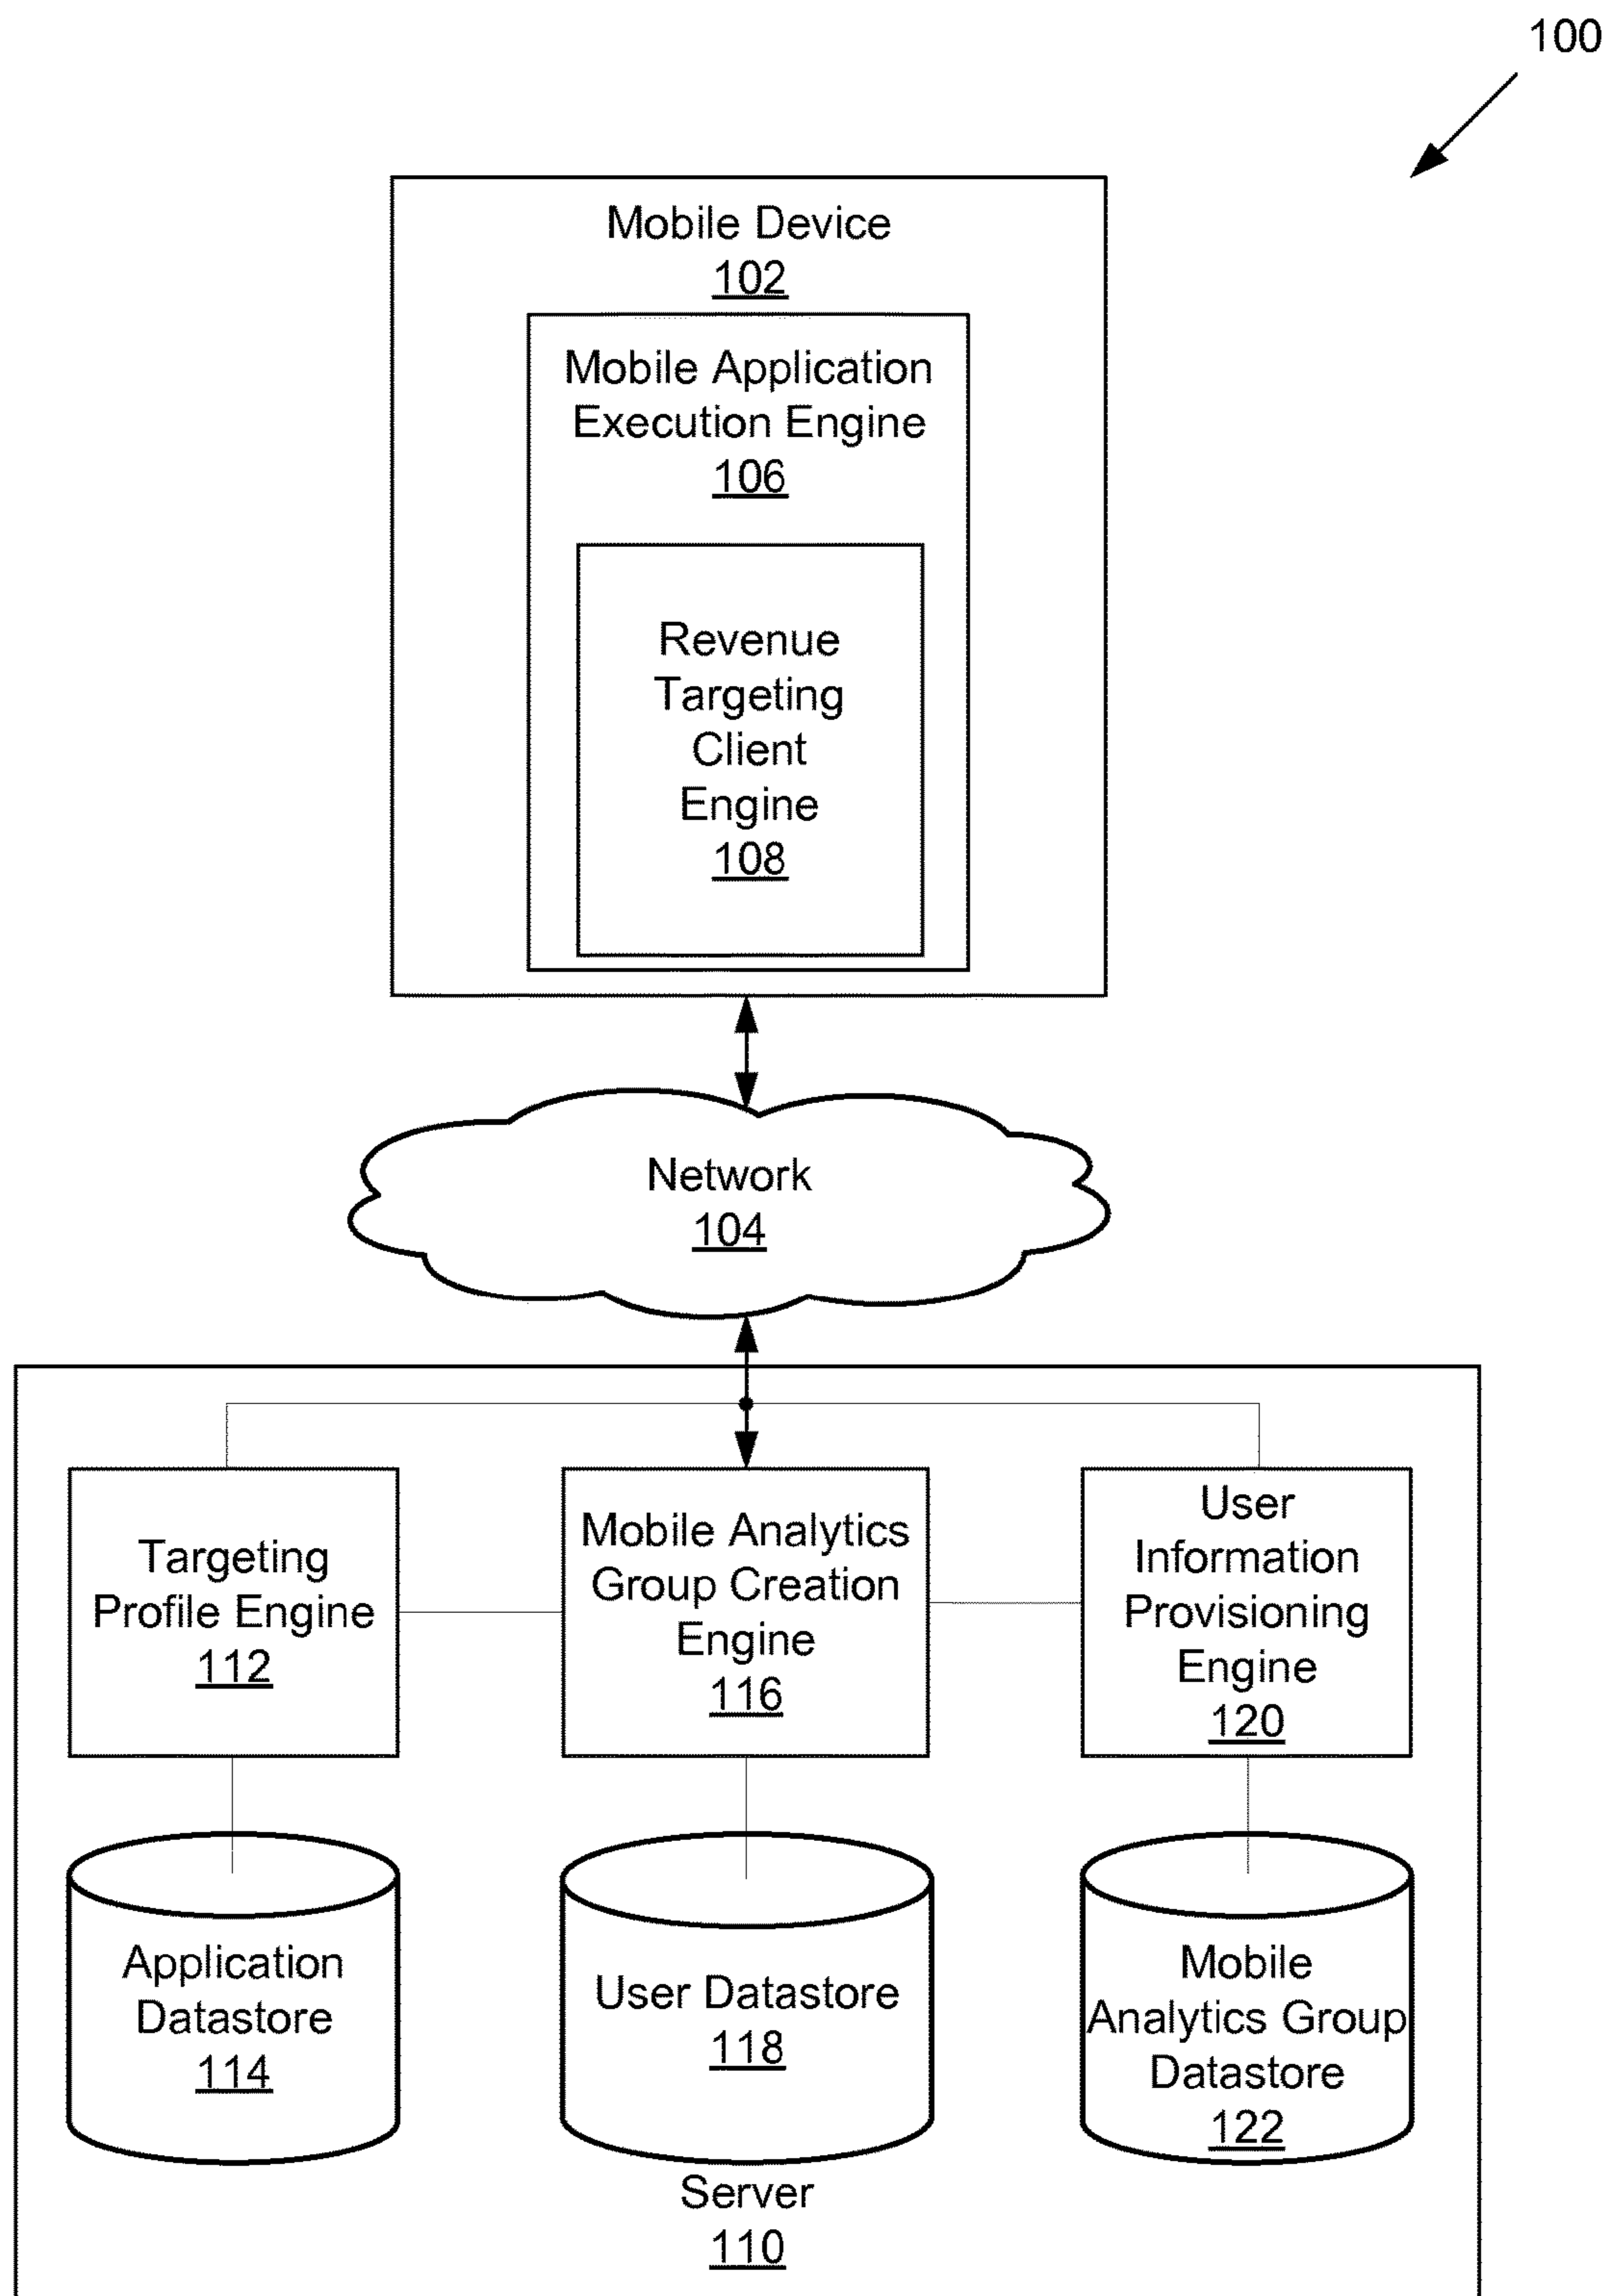 100
Mobile Device
102
Mobile Application
Execution Engine
106
Revenue
Targeting
Client
Engine
108
Network
104
Targeting
Profile Engine
112
Mobile Analytics
Group Creation
Engine
116
User
Information
Provisioning
Engine
120
Application
Datastore
114
User Datastore
118
Mobile
Analytics Group
Datastore
122
Server
110